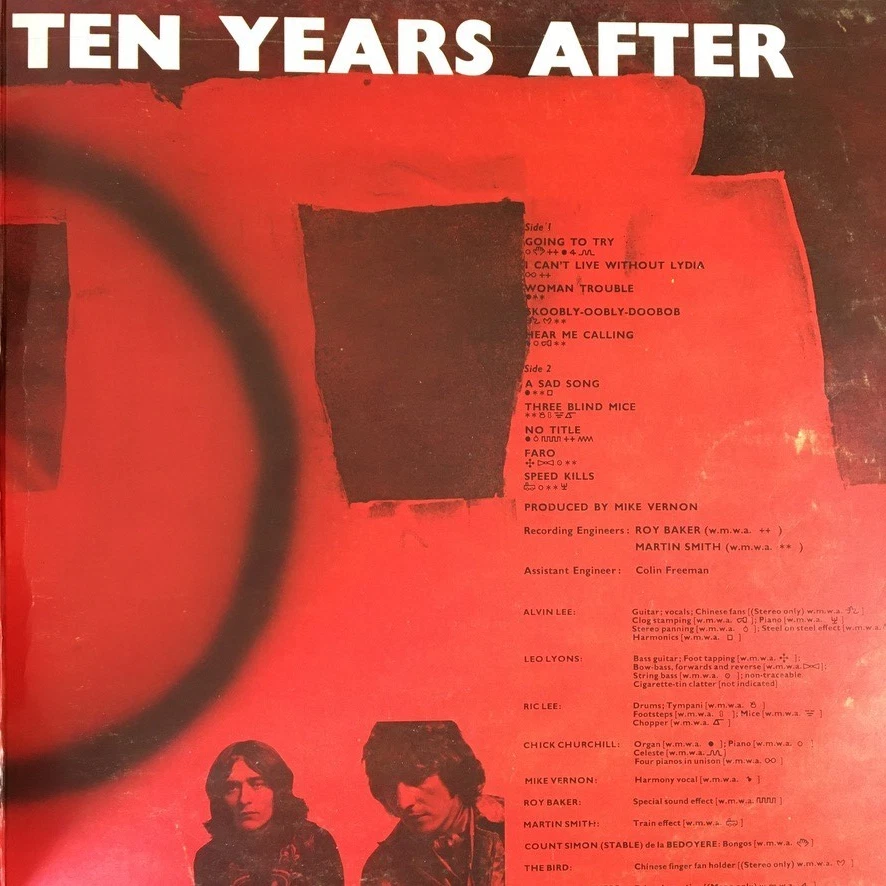 TEN YEARS AFTER
Side 1
GOING TO TRY
I CAN'T LIVE WITHOUT LYDIA
WOMAN TROUBLE
SKOOBLY-OOBLY-DOOBOB
HEAR ME CALLING
Side 2
A SAD SONG
THREE BLIND MICE
NO TITLE
FARO
SPEED KILLS
PRODUCED BY MIKE VERNON
Recording Engineers: ROY BAKER (w.m.w.a. ++ )
MARTIN SMITH (w.m.w.a. ** )
Assistant Engineer: Colin Freeman
ALVIN LEE: Guitar; vocals; Chinese fans [(Stereo only) w.m.w.a. ]
Clog stamping [w.m.w.a. ]; Piano [w.m.w.a. ]
Stereo panning [w.m.w.a. ]; Steel on steel effect [w.m.w.a.
Harmonics [w.m.w.a. □ ]
LEO LYONS: Bass guitar; Foot tapping [w.m.w.a. ];
Bow-bass, forwards and reverse [w.m.w.a. ];
String bass [w.m.w.a. ]; non-traceable
Cigarette-tin clatter [not indicated]
RIC LEE: Drums; Tympani [w.m.w.a. ]
Footsteps [w.m.w.a. ]; Mice [w.m.w.a. ]
Chopper [w.m.w.a. ]
CHICK CHURCHILL: Organ [w.m.w.a. ● ]; Piano [w.m.w.a. ○ ]
Celeste [w.m.w.a. ]
Four pianos in unison [w.m.w.a. OO ]
MIKE VERNON: Harmony vocal [w.m.w.a. ]
ROY BAKER: Special sound effect [w.m.w.a. ]
MARTIN SMITH: Train effect [w.m.w.a. ]
COUNT SIMON (STABLE) de la BEDOYERE: Bongos [w.m.w.a. ]
THE BIRD: Chinese finger fan holder [(Stereo only) w.m.w.a. ]